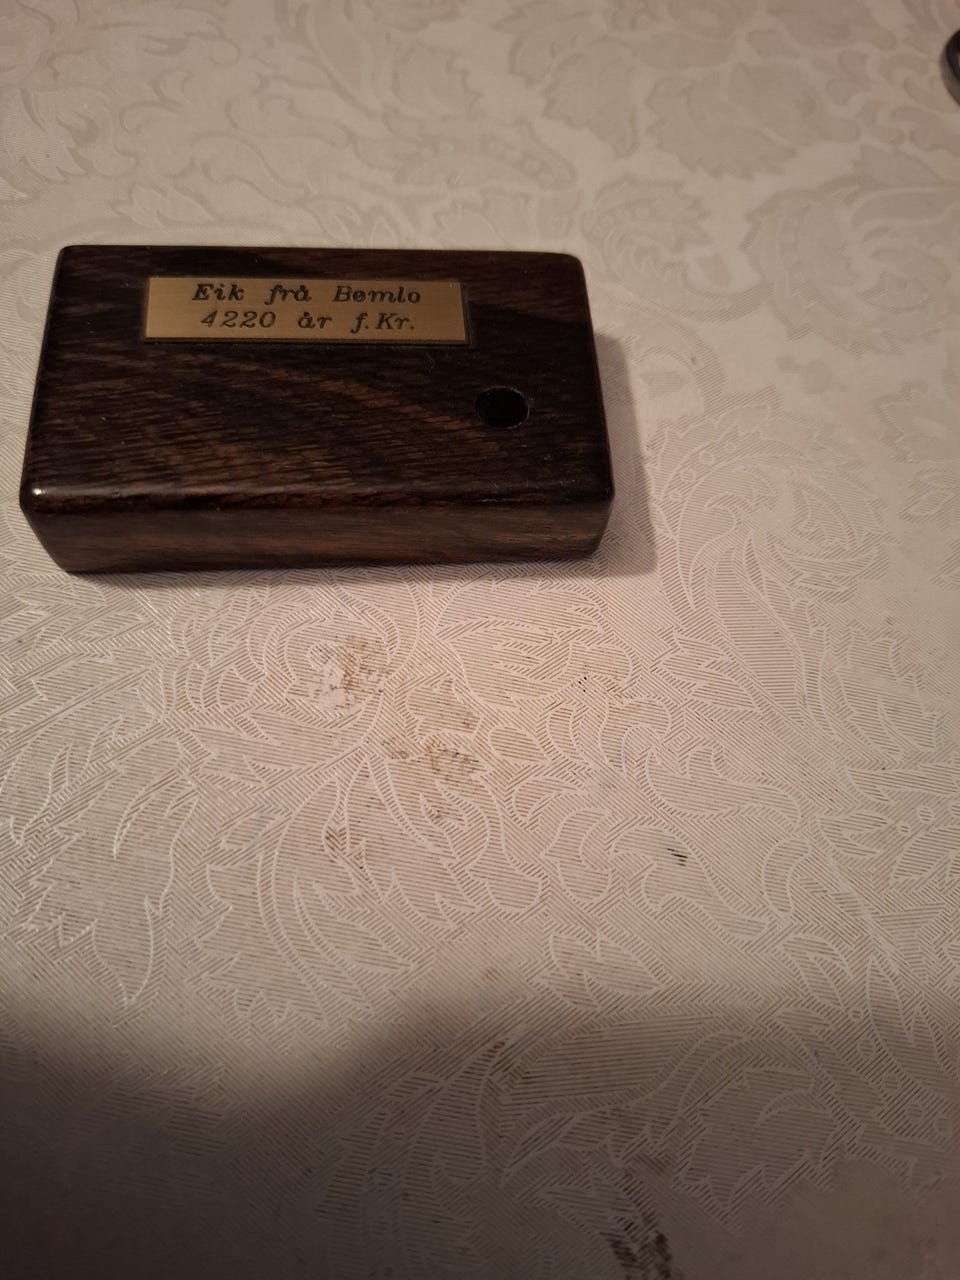 Eik frå Bømlo
4220 år f.Kr.